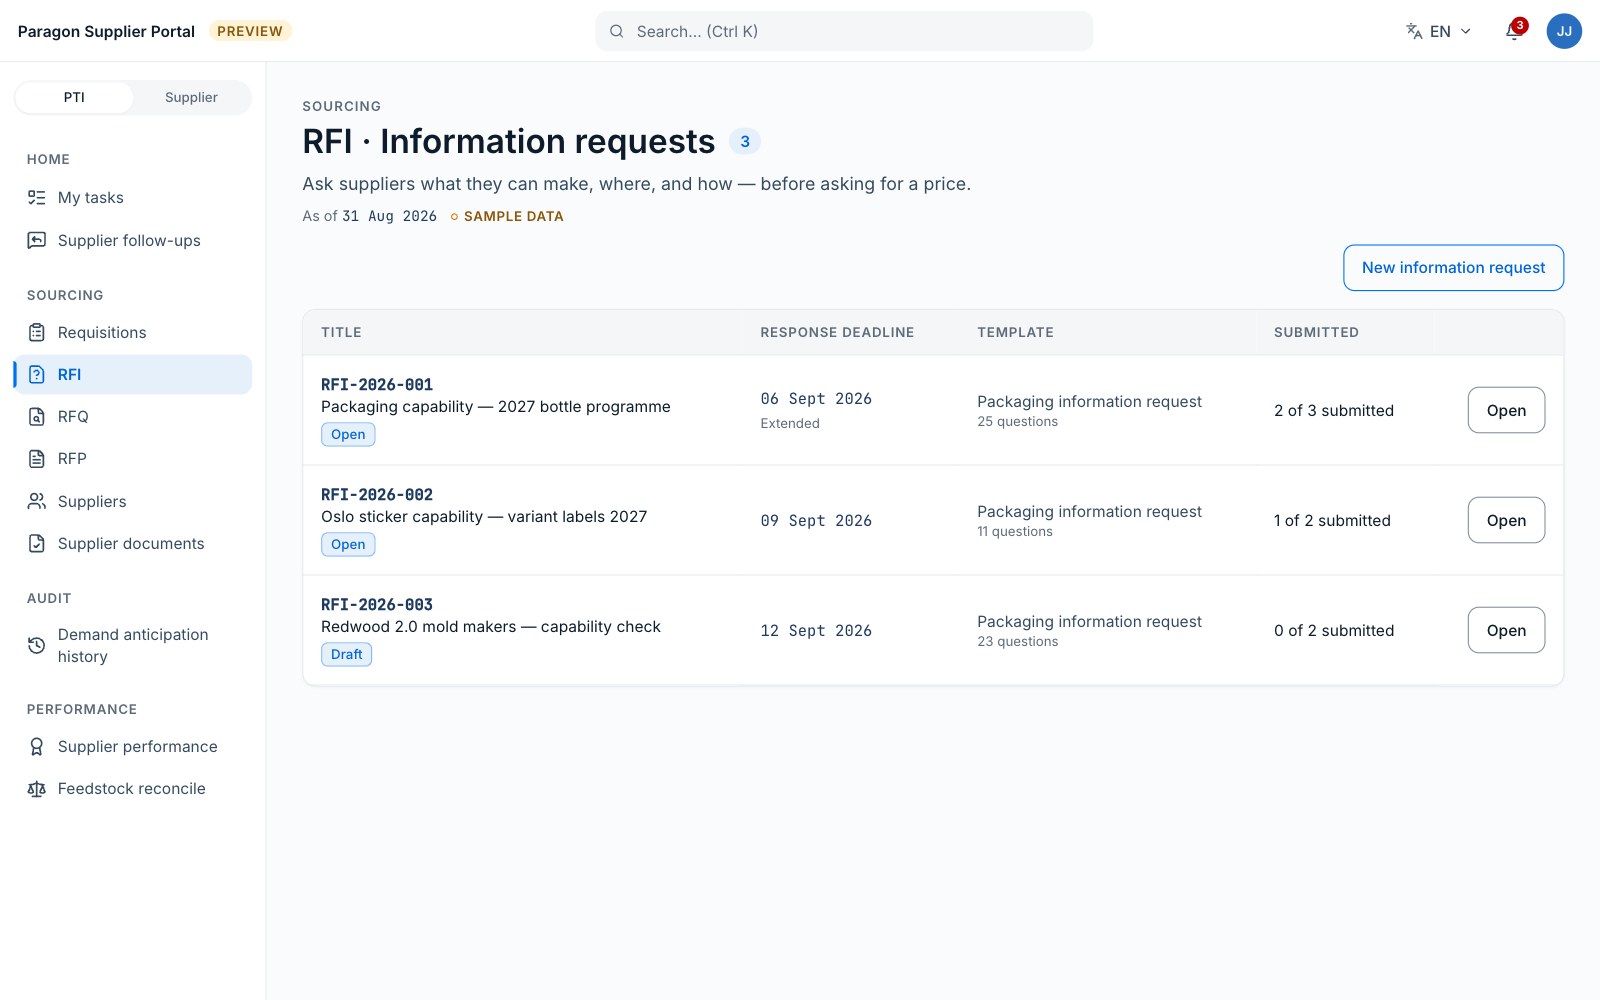 Paragon Supplier Portal PREVIEW
Search... (Ctrl K)
EN
3
JJ
PTI
Supplier
HOME
My tasks
Supplier follow-ups
SOURCING
Requisitions
RFI
RFQ
RFP
Suppliers
Supplier documents
AUDIT
Demand anticipation
history
PERFORMANCE
Supplier performance
Feedstock reconcile
SOURCING
RFI · Information requests 3
Ask suppliers what they can make, where, and how — before asking for a price.
As of 31 Aug 2026 SAMPLE DATA
New information request
TITLE RESPONSE DEADLINE TEMPLATE SUBMITTED
RFI-2026-001
Packaging capability — 2027 bottle programme
Open
06 Sept 2026
Extended
Packaging information request
25 questions
2 of 3 submitted
Open
RFI-2026-002
Oslo sticker capability — variant labels 2027
Open
09 Sept 2026
Packaging information request
11 questions
1 of 2 submitted
Open
RFI-2026-003
Redwood 2.0 mold makers — capability check
Draft
12 Sept 2026
Packaging information request
23 questions
0 of 2 submitted
Open